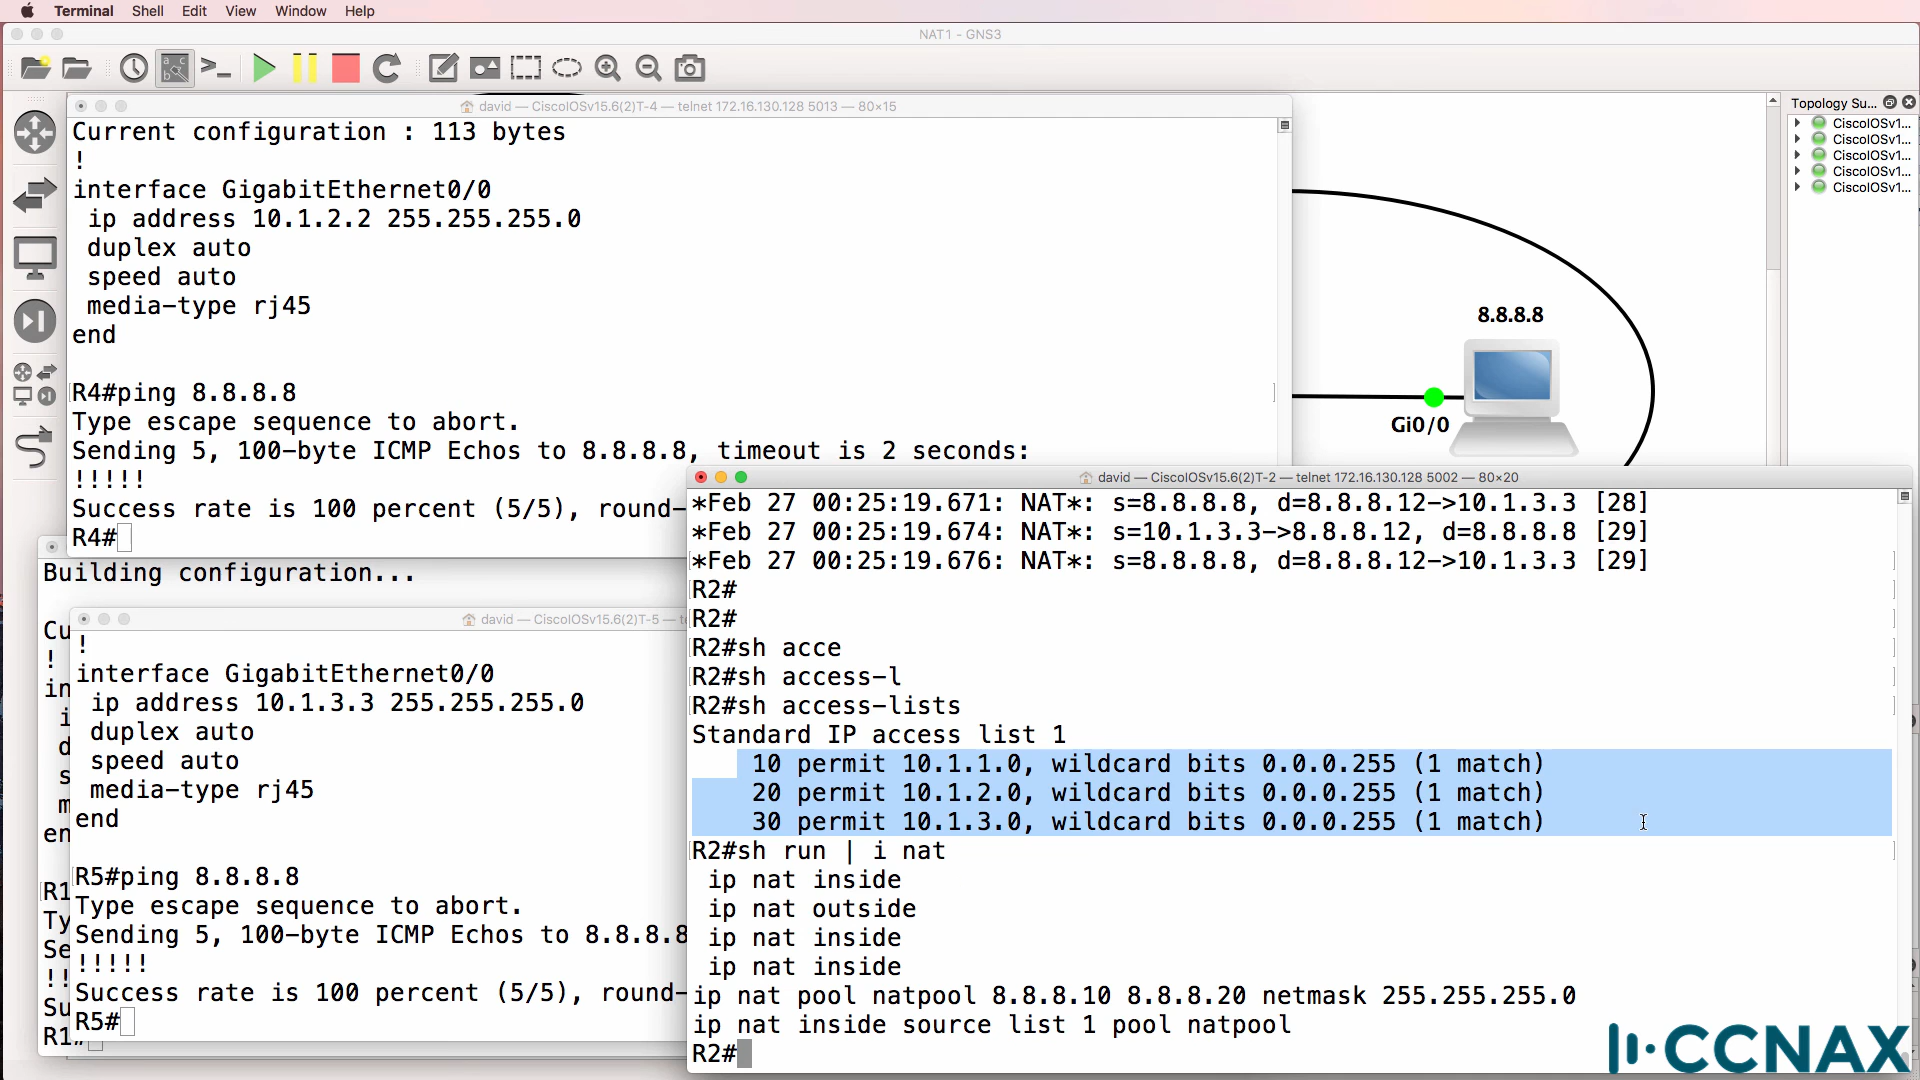 Terminal Shell Edit View Window Help
NAT1 - GNS3
david — CiscoIOSv15.6(2)T-4 — telnet 172.16.130.128 5013 — 80×15
Current configuration : 113 bytes
!
interface GigabitEthernet0/0
ip address 10.1.2.2 255.255.255.0
duplex auto
speed auto
media-type rj45
end
R4#ping 8.8.8.8
Type escape sequence to abort.
Sending 5, 100-byte ICMP Echos to 8.8.8.8, timeout is 2 seconds:
!!!!!
Success rate is 100 percent (5/5), round-
R4#
Topology Su...
CiscoIOSv1...
CiscoIOSv1...
CiscoIOSv1...
CiscoIOSv1...
CiscoIOSv1...
8.8.8.8
Gi0/0
Building configuration...
Cu
!
in
i
d
s
m
en
R1
Ty
Se
!!
Su
R1#
david — CiscoIOSv15.6(2)T-5 — te
!
interface GigabitEthernet0/0
ip address 10.1.3.3 255.255.255.0
duplex auto
speed auto
media-type rj45
end
R5#ping 8.8.8.8
Type escape sequence to abort.
Sending 5, 100-byte ICMP Echos to 8.8.8.8
!!!!!
Success rate is 100 percent (5/5), round-
R5#
david — CiscoIOSv15.6(2)T-2 — telnet 172.16.130.128 5002 — 80×20
*Feb 27 00:25:19.671: NAT*: s=8.8.8.8, d=8.8.8.12->10.1.3.3 [28]
*Feb 27 00:25:19.674: NAT*: s=10.1.3.3->8.8.8.12, d=8.8.8.8 [29]
*Feb 27 00:25:19.676: NAT*: s=8.8.8.8, d=8.8.8.12->10.1.3.3 [29]
R2#
R2#
R2#sh acce
R2#sh access-l
R2#sh access-lists
Standard IP access list 1
10 permit 10.1.1.0, wildcard bits 0.0.0.255 (1 match)
20 permit 10.1.2.0, wildcard bits 0.0.0.255 (1 match)
30 permit 10.1.3.0, wildcard bits 0.0.0.255 (1 match)
R2#sh run | i nat
ip nat inside
ip nat outside
ip nat inside
ip nat inside
ip nat pool natpool 8.8.8.10 8.8.8.20 netmask 255.255.255.0
ip nat inside source list 1 pool natpool
R2#
CCNAX